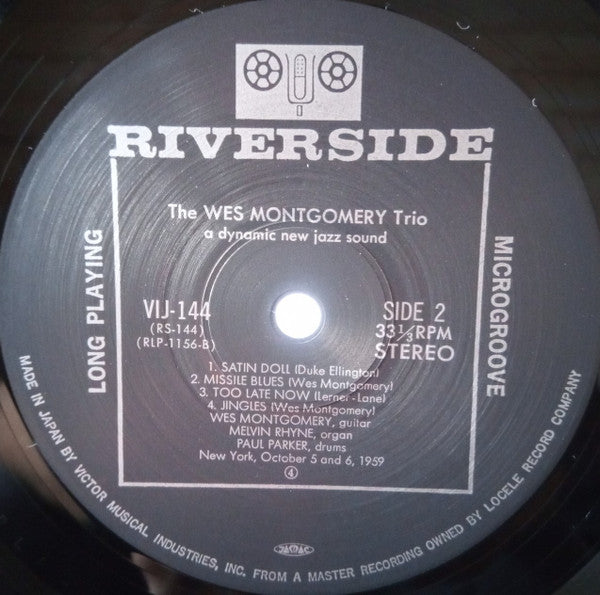 RIVERSIDE
The WES MONTGOMERY Trio
a dynamic new jazz sound
LONG PLAYING
MICROGROOVE
VIJ-144
(RS-144)
(RLP-1156-B)
SIDE 2
33 1/3 RPM
STEREO
1. SATIN DOLL (Duke Ellington)
2. MISSILE BLUES (Wes Montgomery)
3. TOO LATE NOW (Lerner-Lane)
4. JINGLES (Wes Montgomery)
WES MONTGOMERY, guitar
MELVIN RHYNE, organ
PAUL PARKER, drums
New York, October 5 and 6, 1959
④
JASRAC
MADE IN JAPAN BY VICTOR MUSICAL INDUSTRIES, INC. FROM A MASTER RECORDING OWNED BY LOCELE RECORD COMPANY